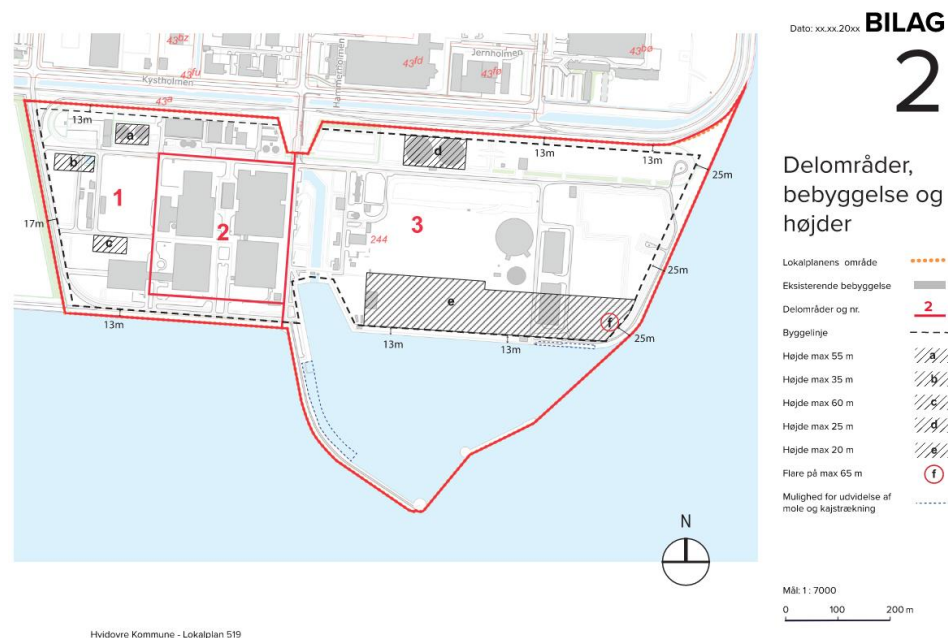 Dato: xx.xx.20xx BILAG
2
Delområder,
bebyggelse og
højder
Lokalplanens område
Eksisterende bebyggelse
Delområder og nr. 2
Byggelinje
Højde max 55 m a
Højde max 35 m b
Højde max 60 m c
Højde max 25 m d
Højde max 20 m e
Flare på max 65 m f
Mulighed for udvidelse af
mole og kajstrækning
N
Mål: 1 : 7000
0 100 200 m
43bz
43fu
Kystholmen
43a
Hammerholmen
43fd
Jernholmen
43fp
43bø
13m
a
b
1
17m
c
2
13m
d
13m
13m
25m
3
244
25m
e
f
25m
13m
13m
Hvidovre Kommune - Lokalplan 519